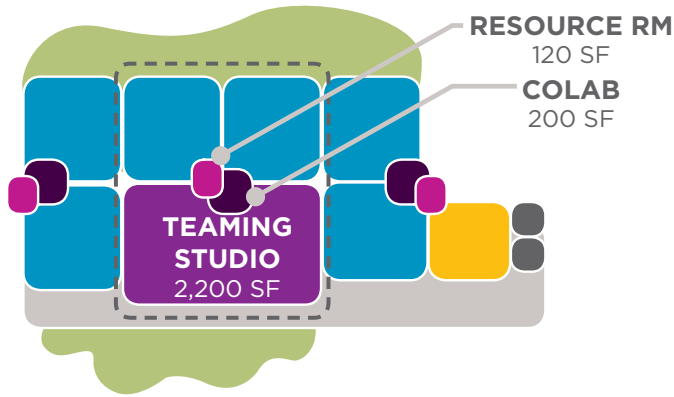 RESOURCE RM
120 SF
COLAB
200 SF
TEAMING
STUDIO
2,200 SF